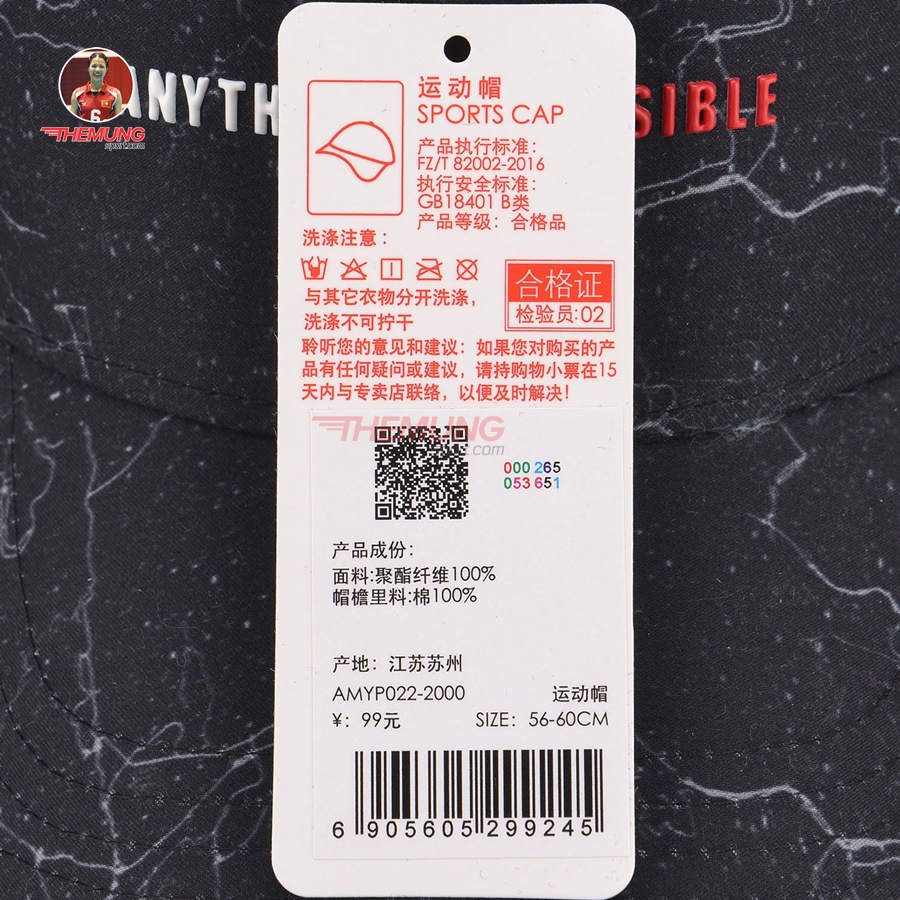 ANYTH
SIBLE
6
THEMUNG
sport.com
运动帽
SPORTS CAP
产品执行标准：
FZ/T 82002-2016
执行安全标准：
GB18401 B类
产品等级：合格品
洗涤注意：
与其它衣物分开洗涤，
洗涤不可拧干
合格证
检验员:02
聆听您的意见和建议：如果您对购买的产
品有任何疑问或建议，请持购物小票在15
天内与专卖店联络，以便及时解决！
THEMUNG
sport.com
000 265
053 651
产品成份：
面料:聚酯纤维100%
帽檐里料:棉100%
产地：江苏苏州
AMYP022-2000 运动帽
¥：99元 SIZE：56-60CM
6 905605 299245